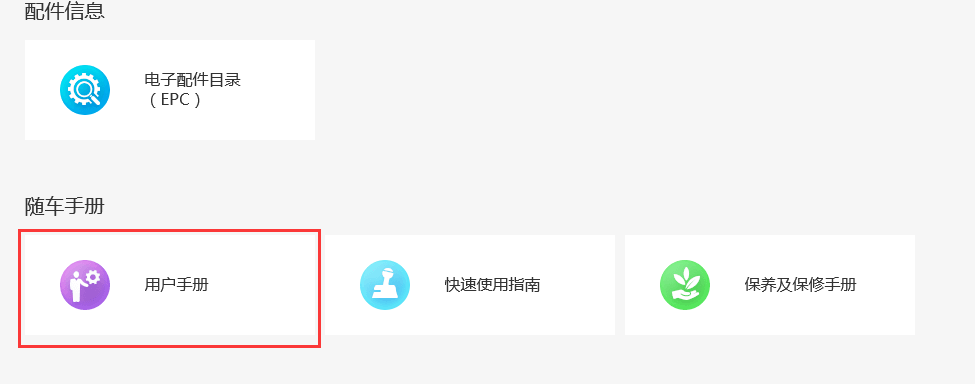 配件信息
电子配件目录
（EPC）
随车手册
用户手册
快速使用指南
保养及保修手册